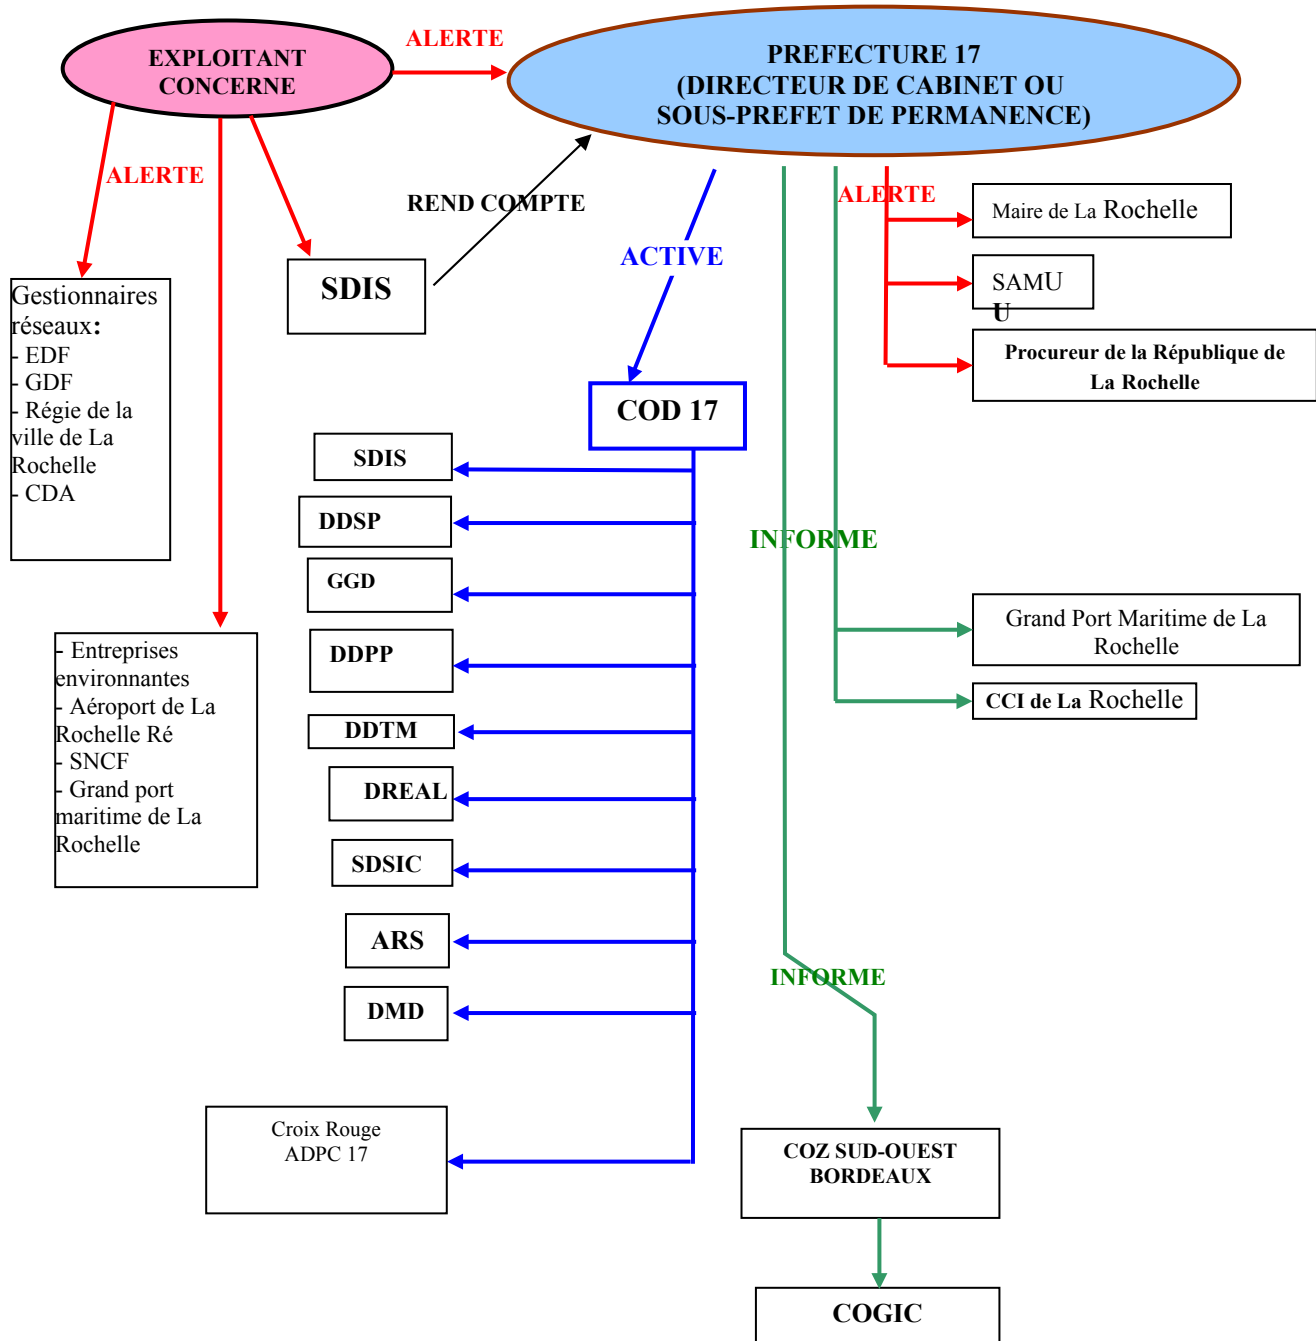 EXPLOITANT
CONCERNE
ALERTE
PREFECTURE 17
(DIRECTEUR DE CABINET OU
SOUS-PREFET DE PERMANENCE)
ALERTE
REND COMPTE
ACTIVE
ALERTE
Maire de La Rochelle
SAMU
U
Procureur de la République de
La Rochelle
SDIS
Gestionnaires
réseaux:
- EDF
- GDF
- Régie de la
ville de La
Rochelle
- CDA
COD 17
SDIS
DDSP
GGD
DDPP
DDTM
DREAL
SDSIC
ARS
DMD
Croix Rouge
ADPC 17
- Entreprises
environnantes
- Aéroport de La
Rochelle Ré
- SNCF
- Grand port
maritime de La
Rochelle
INFORME
Grand Port Maritime de La
Rochelle
CCI de La Rochelle
INFORME
COZ SUD-OUEST
BORDEAUX
COGIC